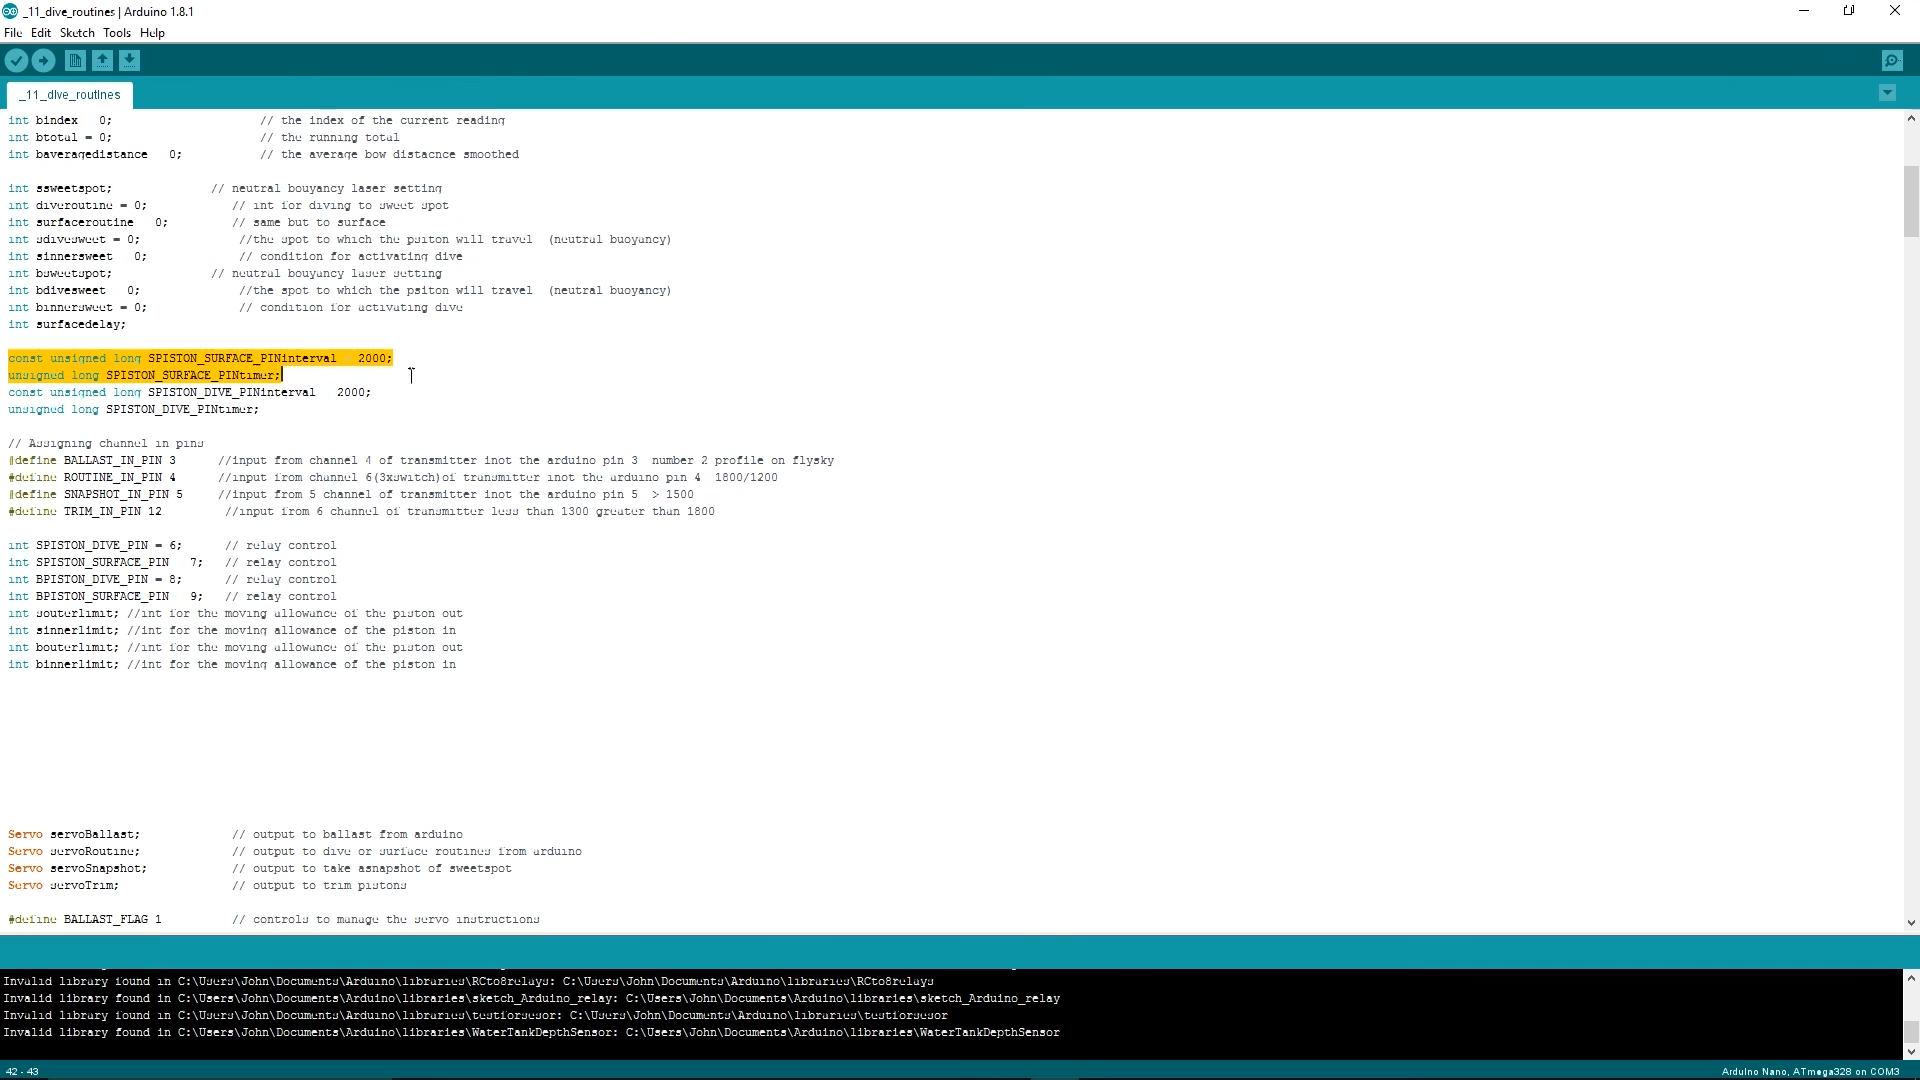 _11_dive_routines | Arduino 1.8.1
File Edit Sketch Tools Help
_11_dive_routines
int bindex   0;                     // the index of the current reading
int btotal = 0;                     // the running total
int baveragedistance   0;           // the average bow distacnce smoothed
int ssweetspot;              // neutral bouyancy laser setting
int diveroutine = 0;            // int for diving to sweet spot
int surfaceroutine   0;         // same but to surface
int sdivesweet = 0;              //the spot to which the psiton will travel  (neutral buoyancy)
int sinnersweet   0;             // condition for activating dive
int bsweetspot;              // neutral bouyancy laser setting
int bdivesweet   0;              //the spot to which the psiton will travel  (neutral buoyancy)
int binnersweet = 0;             // condition for activating dive
int surfacedelay;
const unsigned long SPISTON_SURFACE_PINinterval = 2000;
unsigned long SPISTON_SURFACE_PINtimer;
const unsigned long SPISTON_DIVE_PINinterval   2000;
unsigned long SPISTON_DIVE_PINtimer;
// Assigning channel in pins
#define BALLAST_IN_PIN 3      //input from channel 4 of transmitter inot the arduino pin 3  number 2 profile on flysky
#define ROUTINE_IN_PIN 4      //input from channel 6(3xswitch)of transmitter inot the arduino pin 4  1800/1200
#define SNAPSHOT_IN_PIN 5     //input from 5 channel of transmitter inot the arduino pin 5  > 1500
#define TRIM_IN_PIN 12         //input from 6 channel of transmitter less than 1300 greater than 1800
int SPISTON_DIVE_PIN = 6;      // relay control
int SPISTON_SURFACE_PIN   7;   // relay control
int BPISTON_DIVE_PIN = 8;      // relay control
int BPISTON_SURFACE_PIN   9;   // relay control
int souterlimit; //int for the moving allowance of the piston out
int sinnerlimit; //int for the moving allowance of the piston in
int bouterlimit; //int for the moving allowance of the piston out
int binnerlimit; //int for the moving allowance of the piston in
Servo servoBallast;             // output to ballast from arduino
Servo servoRoutine;             // output to dive or surface routines from arduino
Servo servoSnapshot;            // output to take asnapshot of sweetspot
Servo servoTrim;                // output to trim pistons
#define BALLAST_FLAG 1          // controls to manage the servo instructions
Invalid library found in C:\Users\John\Documents\Arduino\libraries\RCto8relays: C:\Users\John\Documents\Arduino\libraries\RCto8relays
Invalid library found in C:\Users\John\Documents\Arduino\libraries\sketch_Arduino_relay: C:\Users\John\Documents\Arduino\libraries\sketch_Arduino_relay
Invalid library found in C:\Users\John\Documents\Arduino\libraries\testforsesor: C:\Users\John\Documents\Arduino\libraries\testforsesor
Invalid library found in C:\Users\John\Documents\Arduino\libraries\WaterTankDepthSensor: C:\Users\John\Documents\Arduino\libraries\WaterTankDepthSensor
42 - 43
Arduino Nano, ATmega328 on COM3